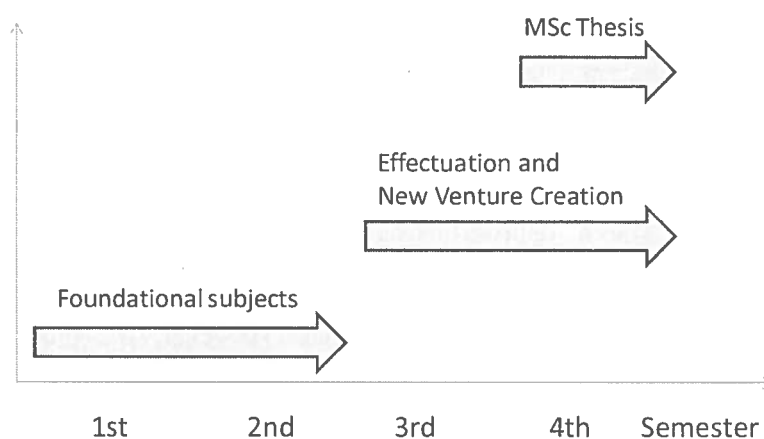 MSc Thesis
Effectuation and
New Venture Creation
Foundational subjects
1st 2nd 3rd 4th Semester